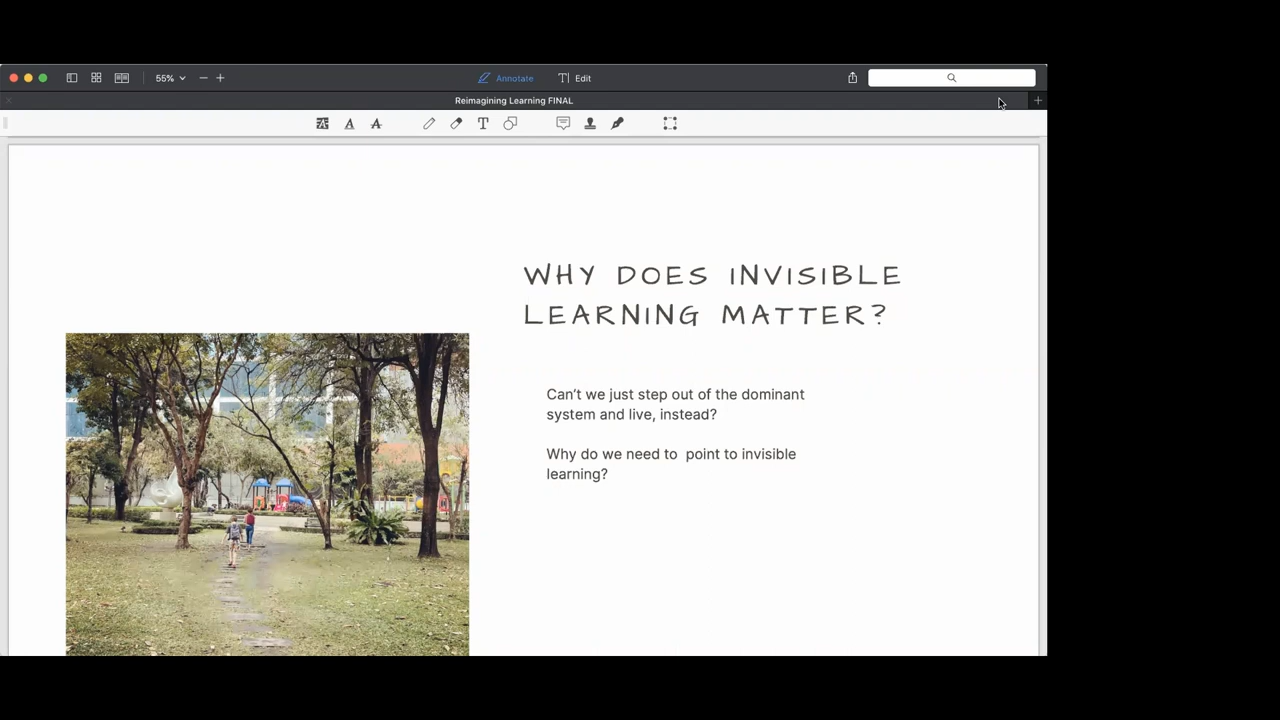 55%
Annotate
Edit
Reimagining Learning FINAL
WHY DOES INVISIBLE
LEARNING MATTER?
Can't we just step out of the dominant
system and live, instead?
Why do we need to  point to invisible
learning?